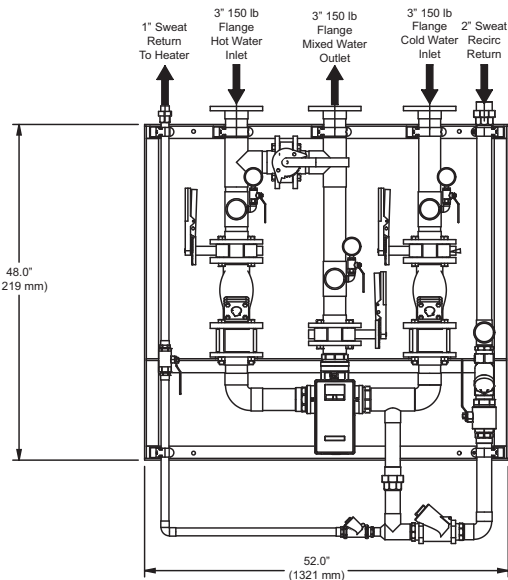 1" Sweat
Return
To Heater
3" 150 lb
Flange
Hot Water
Inlet
3" 150 lb
Flange
Mixed Water
Outlet
3" 150 lb
Flange
Cold Water
Inlet
2" Sweat
Recirc
Return
48.0"
219 mm)
52.0"
(1321 mm)